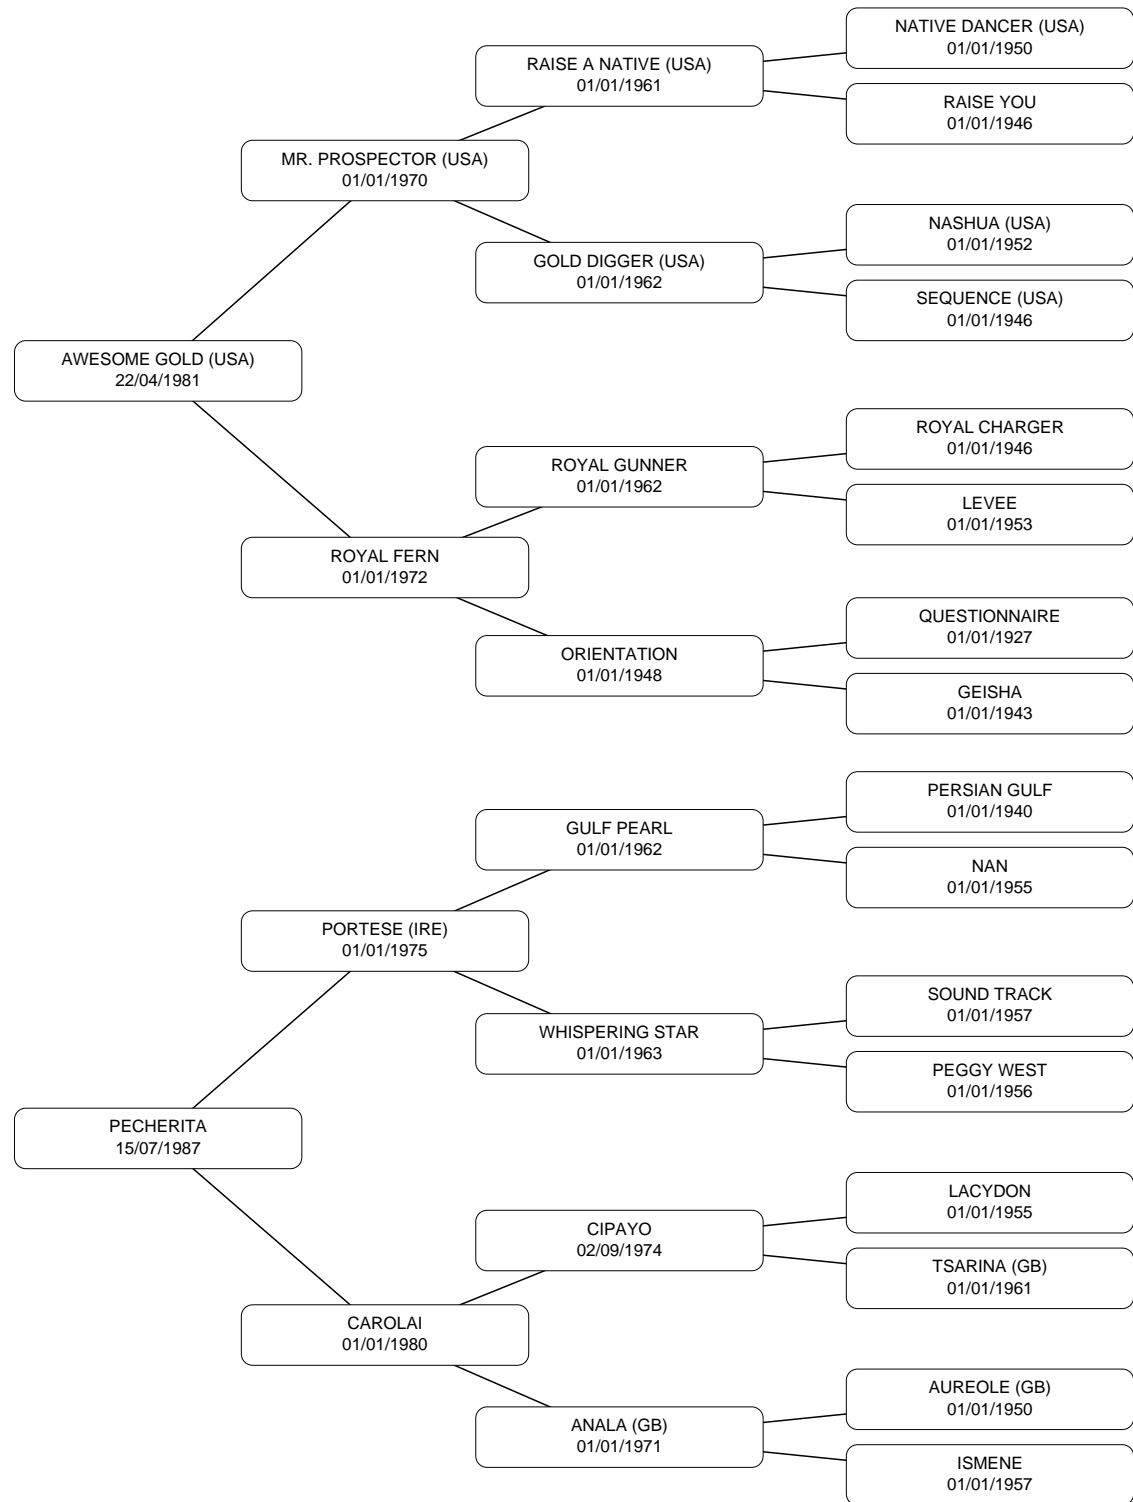 NATIVE DANCER (USA)
01/01/1950
RAISE A NATIVE (USA)
01/01/1961
RAISE YOU
01/01/1946
MR. PROSPECTOR (USA)
01/01/1970
NASHUA (USA)
01/01/1952
GOLD DIGGER (USA)
01/01/1962
SEQUENCE (USA)
01/01/1946
AWESOME GOLD (USA)
22/04/1981
ROYAL CHARGER
01/01/1946
ROYAL GUNNER
01/01/1962
LEVEE
01/01/1953
ROYAL FERN
01/01/1972
QUESTIONNAIRE
01/01/1927
ORIENTATION
01/01/1948
GEISHA
01/01/1943
PERSIAN GULF
01/01/1940
GULF PEARL
01/01/1962
NAN
01/01/1955
PORTESE (IRE)
01/01/1975
SOUND TRACK
01/01/1957
WHISPERING STAR
01/01/1963
PEGGY WEST
01/01/1956
PECHERITA
15/07/1987
LACYDON
01/01/1955
CIPAYO
02/09/1974
TSARINA (GB)
01/01/1961
CAROLAI
01/01/1980
AUREOLE (GB)
01/01/1950
ANALA (GB)
01/01/1971
ISMENE
01/01/1957